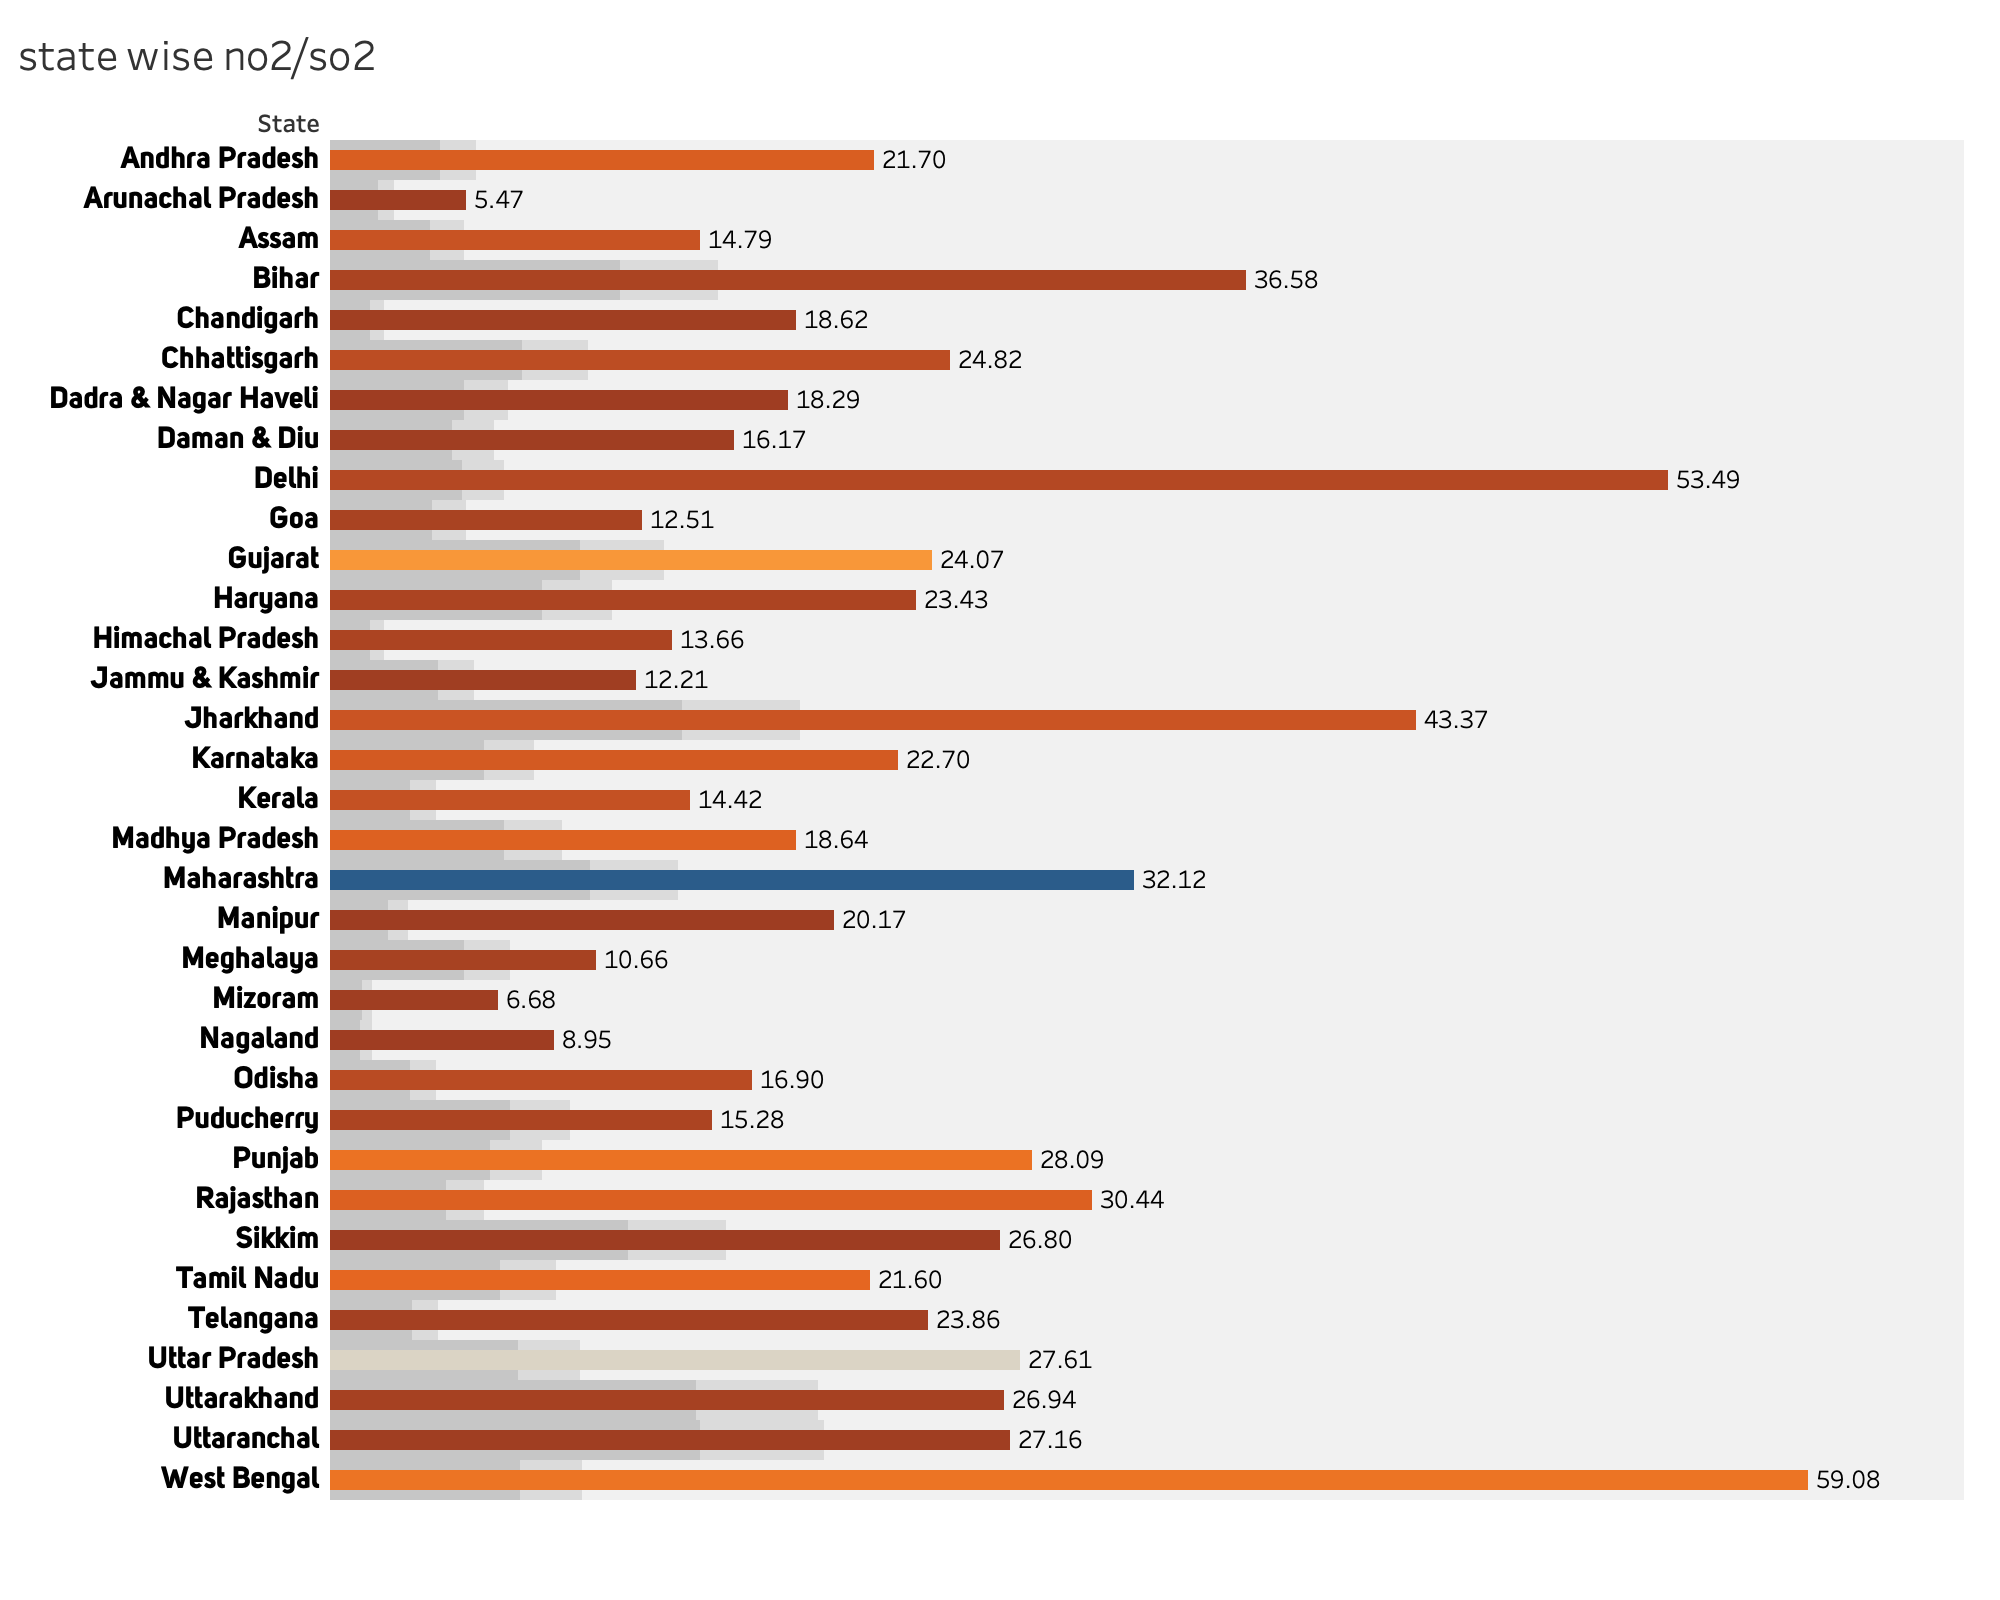 state wise no2/so2
State
Andhra Pradesh 21.70
Arunachal Pradesh 5.47
Assam 14.79
Bihar 36.58
Chandigarh 18.62
Chhattisgarh 24.82
Dadra & Nagar Haveli 18.29
Daman & Diu 16.17
Delhi 53.49
Goa 12.51
Gujarat 24.07
Haryana 23.43
Himachal Pradesh 13.66
Jammu & Kashmir 12.21
Jharkhand 43.37
Karnataka 22.70
Kerala 14.42
Madhya Pradesh 18.64
Maharashtra 32.12
Manipur 20.17
Meghalaya 10.66
Mizoram 6.68
Nagaland 8.95
Odisha 16.90
Puducherry 15.28
Punjab 28.09
Rajasthan 30.44
Sikkim 26.80
Tamil Nadu 21.60
Telangana 23.86
Uttar Pradesh 27.61
Uttarakhand 26.94
Uttaranchal 27.16
West Bengal 59.08